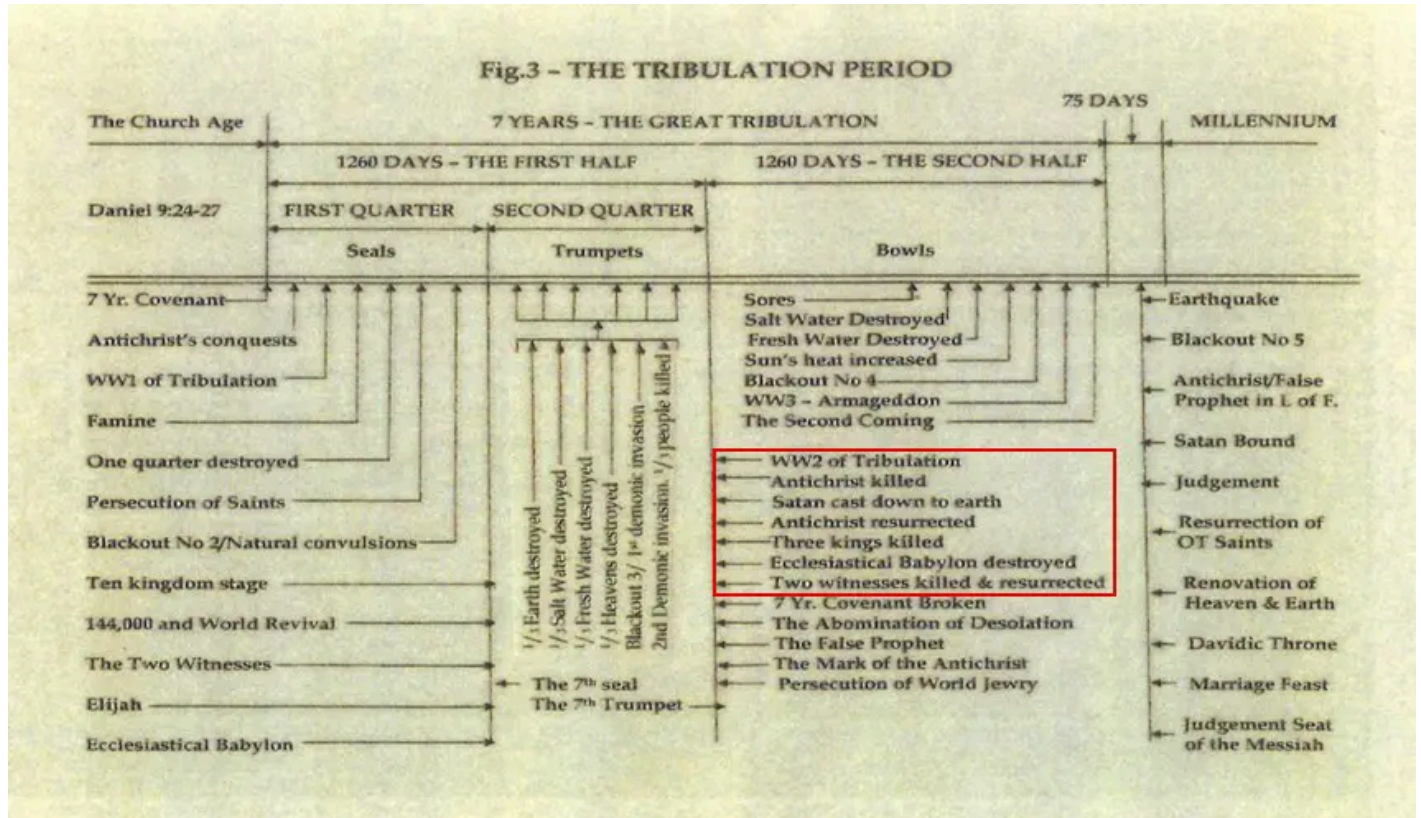 Fig.3 – THE TRIBULATION PERIOD
75 DAYS
The Church Age
7 YEARS – THE GREAT TRIBULATION
MILLENNIUM
1260 DAYS – THE FIRST HALF
1260 DAYS – THE SECOND HALF
Daniel 9:24-27
FIRST QUARTER
SECOND QUARTER
Seals
Trumpets
Bowls
7 Yr. Covenant
Antichrist's conquests
WW1 of Tribulation
Famine
One quarter destroyed
Persecution of Saints
Blackout No 2/Natural convulsions
Ten kingdom stage
144,000 and World Revival
The Two Witnesses
Elijah
Ecclesiastical Babylon
1/3 Earth destroyed
1/3 Salt Water destroyed
1/3 Fresh Water destroyed
1/3 Heavens destroyed
Blackout 3/ 1st demonic invasion
2nd Demonic invasion. 1/3 people killed
The 7th seal
The 7th Trumpet
Sores
Salt Water Destroyed
Fresh Water Destroyed
Sun's heat increased
Blackout No 4
WW3 – Armageddon
The Second Coming
WW2 of Tribulation
Antichrist killed
Satan cast down to earth
Antichrist resurrected
Three kings killed
Ecclesiastical Babylon destroyed
Two witnesses killed & resurrected
7 Yr. Covenant Broken
The Abomination of Desolation
The False Prophet
The Mark of the Antichrist
Persecution of World Jewry
Earthquake
Blackout No 5
Antichrist/False
Prophet in L of F.
Satan Bound
Judgement
Resurrection of
OT Saints
Renovation of
Heaven & Earth
Davidic Throne
Marriage Feast
Judgement Seat
of the Messiah